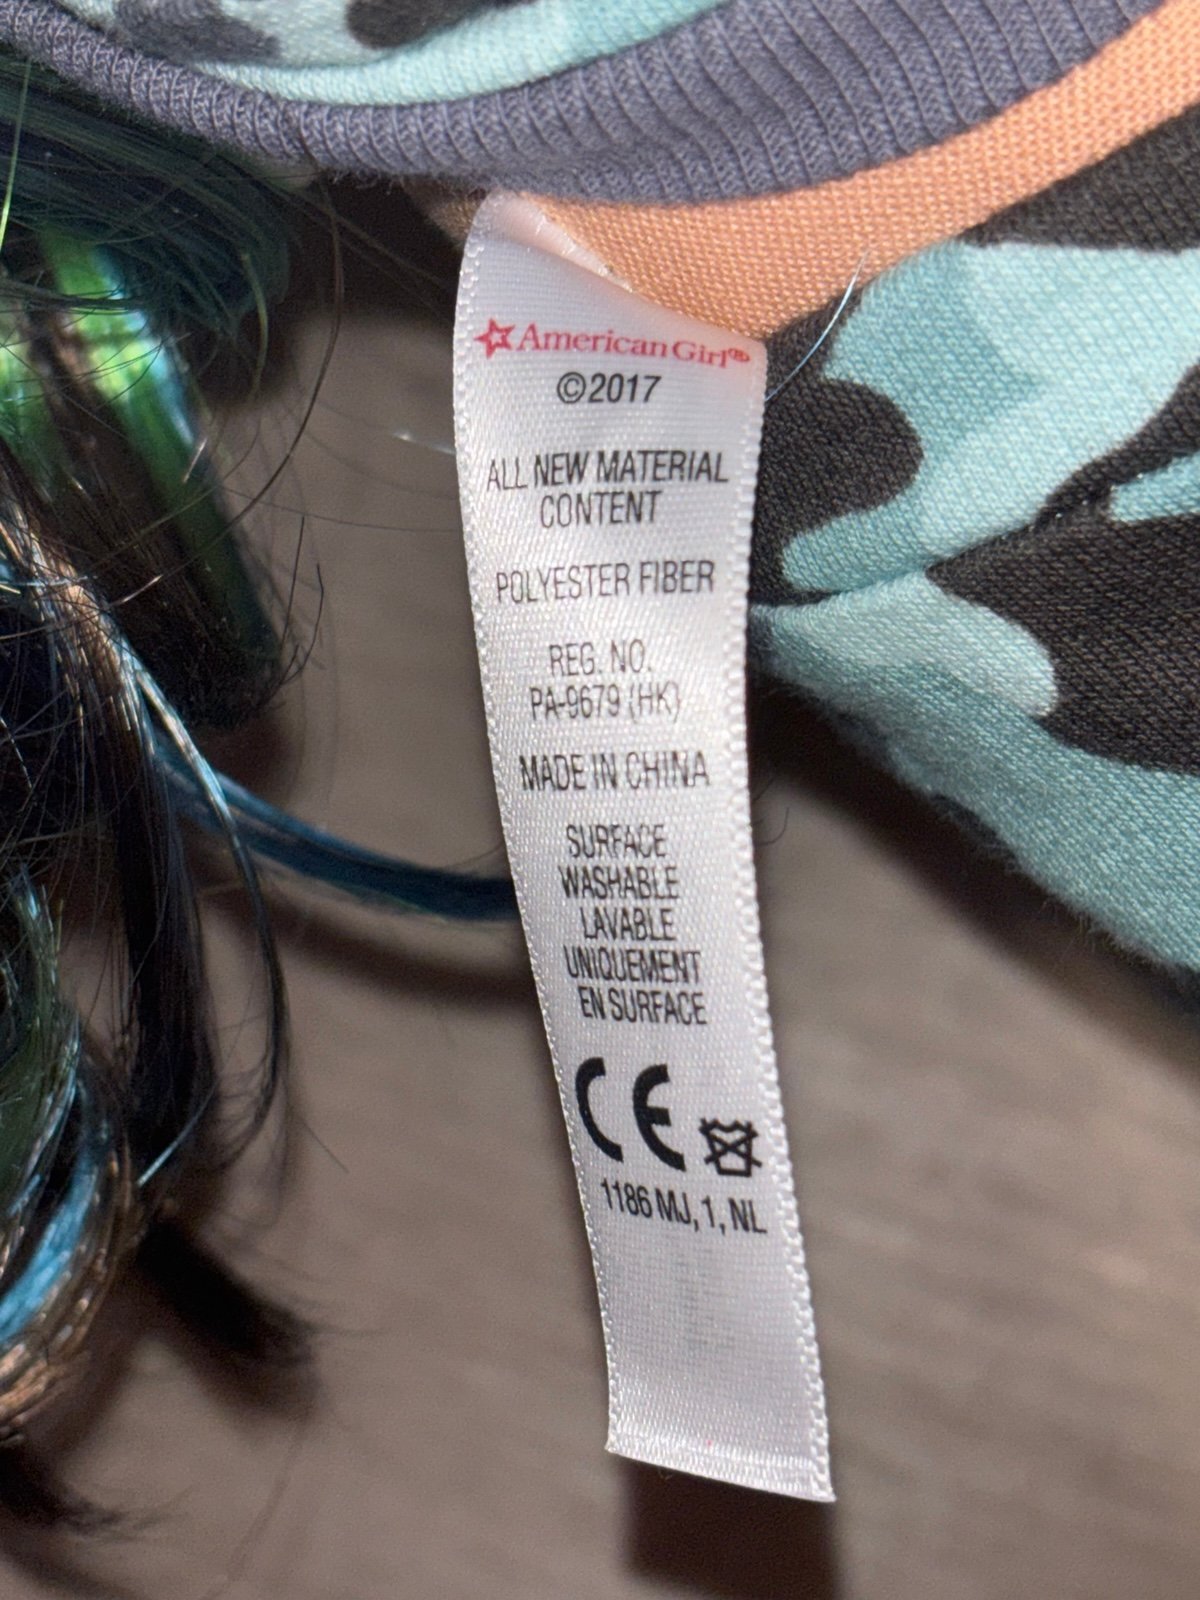 American Girl®
©2017
ALL NEW MATERIAL
CONTENT
POLYESTER FIBER
REG. NO.
PA-9679 (HK)
MADE IN CHINA
SURFACE
WASHABLE
LAVABLE
UNIQUEMENT
EN SURFACE
CE
1186 MJ, 1, NL